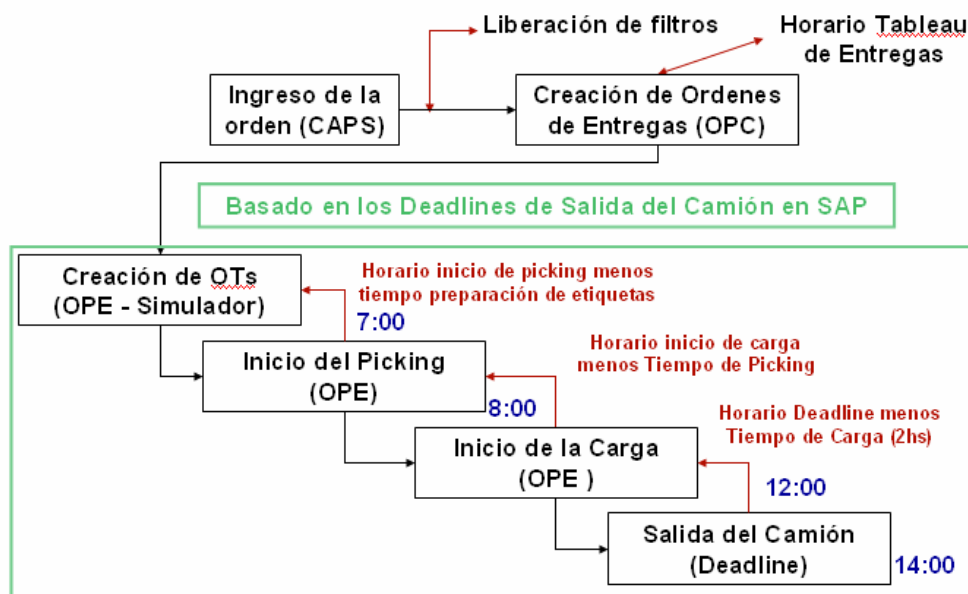 Liberación de filtros
Horario Tableau
de Entregas
Ingreso de la
orden (CAPS)
Creación de Ordenes
de Entregas (OPC)
Basado en los Deadlines de Salida del Camión en SAP
Creación de OTs
(OPE - Simulador)
Horario inicio de picking menos
tiempo preparación de etiquetas
7:00
Inicio del Picking
(OPE)
Horario inicio de carga
menos Tiempo de Picking
8:00
Inicio de la Carga
(OPE )
Horario Deadline menos
Tiempo de Carga (2hs)
12:00
Salida del Camión
(Deadline)
14:00